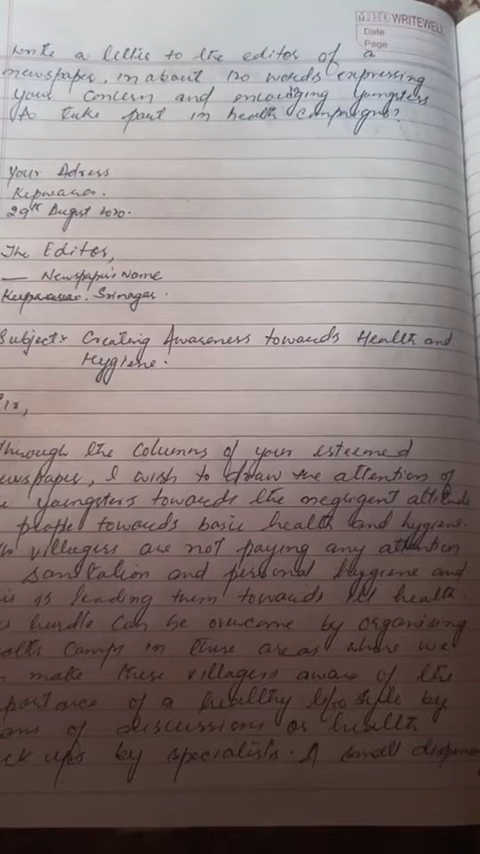 WRITEWELL
Date
Page
Write a letter to the editor of a
newspaper, in about 120 words expressing
your concern and encouraging youngsters
to take part in health campaigns?
Your Adress
Kupwara.
29th August 2020.
The Editor,
— Newspaper's Name
Srinagar.
Subject: Creating Awareness towards Health and
Hygiene.
Sir,
through the columns of your esteemed
newspaper, I wish to draw the attention of
youngsters towards the negligent attitude
people towards basic health and hygiene.
villagers are not paying any attention
sanitation and personal hygiene and
is leading them towards ill health.
hurdle can be overcome by organising
health camps in these areas where we
make these villagers aware of the
importance of a healthy life style by
means of discussions or health
check ups by specialists. A small